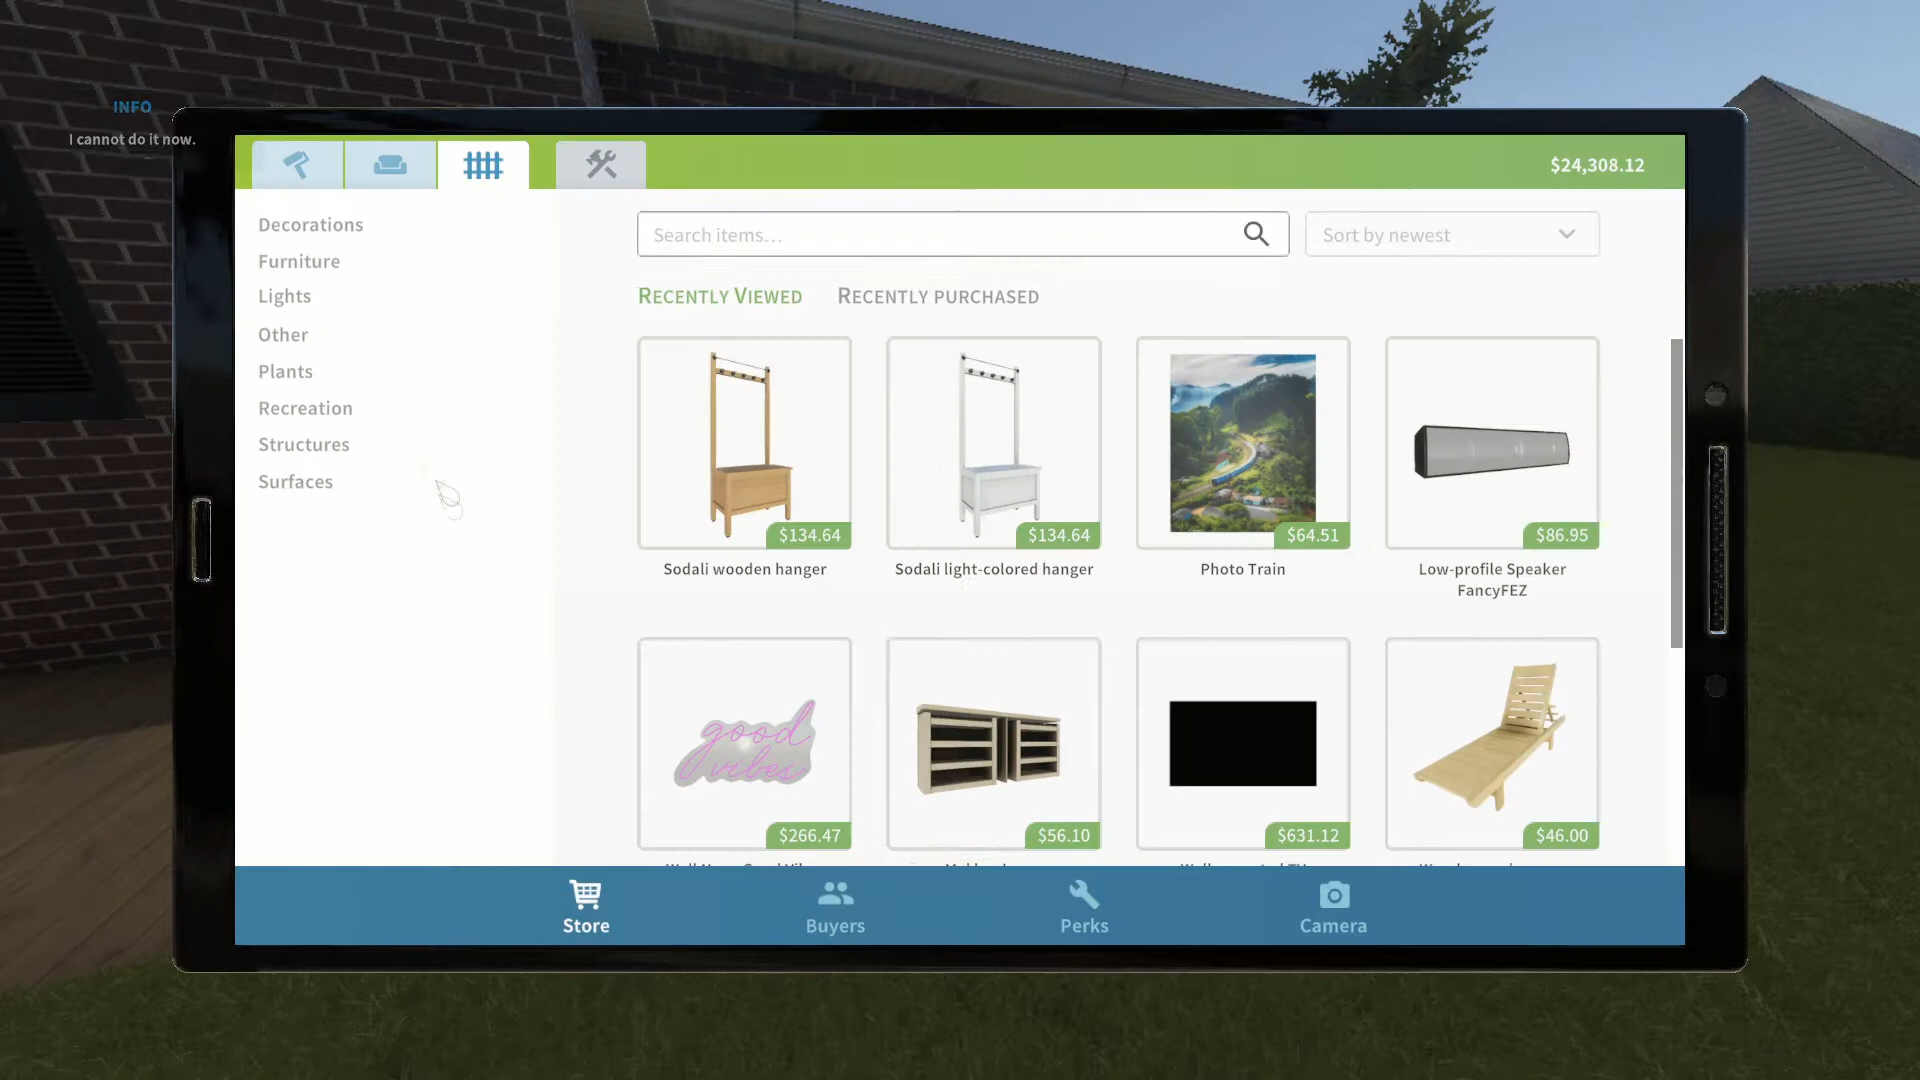 INFO
I cannot do it now.
$24,308.12
Decorations
Furniture
Lights
Other
Plants
Recreation
Structures
Surfaces
Search items...
Sort by newest
RECENTLY VIEWED
RECENTLY PURCHASED
$134.64
$134.64
$64.51
$86.95
Sodali wooden hanger
Sodali light-colored hanger
Photo Train
Low-profile Speaker
FancyFEZ
good
vibes
$266.47
$56.10
$631.12
$46.00
Store
Buyers
Perks
Camera